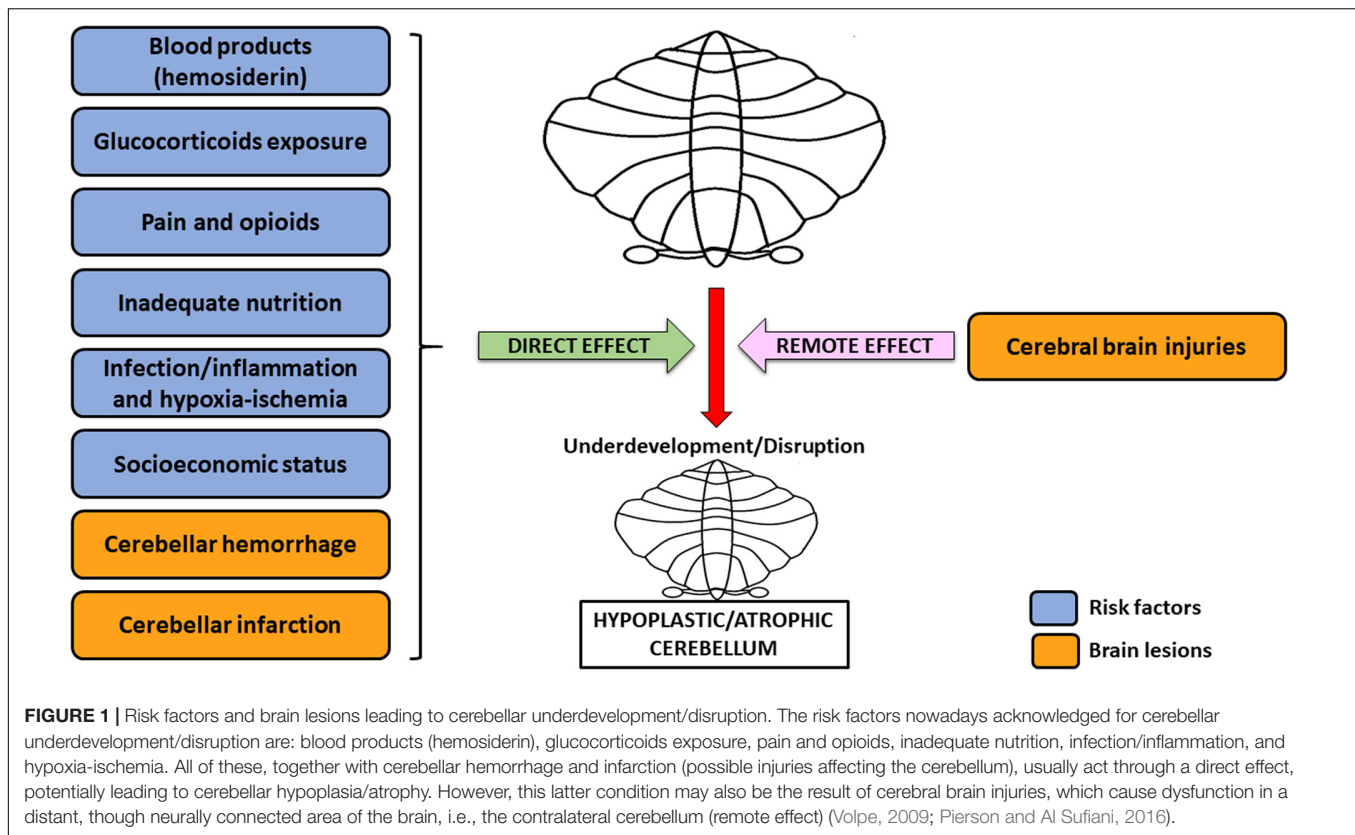 Blood products
(hemosiderin)
Glucocorticoids exposure
Pain and opioids
Inadequate nutrition
Infection/inflammation
and hypoxia-ischemia
Socioeconomic status
Cerebellar hemorrhage
Cerebellar infarction
DIRECT EFFECT
REMOTE EFFECT
Cerebral brain injuries
Underdevelopment/Disruption
HYPOPLASTIC/ATROPHIC
CEREBELLUM
Risk factors
Brain lesions
FIGURE 1 | Risk factors and brain lesions leading to cerebellar underdevelopment/disruption. The risk factors nowadays acknowledged for cerebellar
underdevelopment/disruption are: blood products (hemosiderin), glucocorticoids exposure, pain and opioids, inadequate nutrition, infection/inflammation, and
hypoxia-ischemia. All of these, together with cerebellar hemorrhage and infarction (possible injuries affecting the cerebellum), usually act through a direct effect,
potentially leading to cerebellar hypoplasia/atrophy. However, this latter condition may also be the result of cerebral brain injuries, which cause dysfunction in a
distant, though neurally connected area of the brain, i.e., the contralateral cerebellum (remote effect) (Volpe, 2009; Pierson and Al Sufiani, 2016).